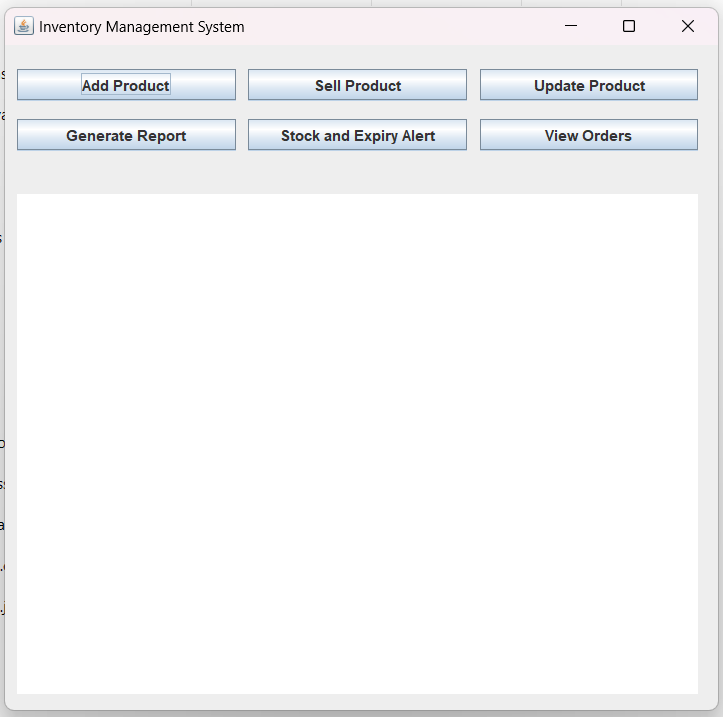 Inventory Management System
Add Product Sell Product Update Product
Generate Report Stock and Expiry Alert View Orders